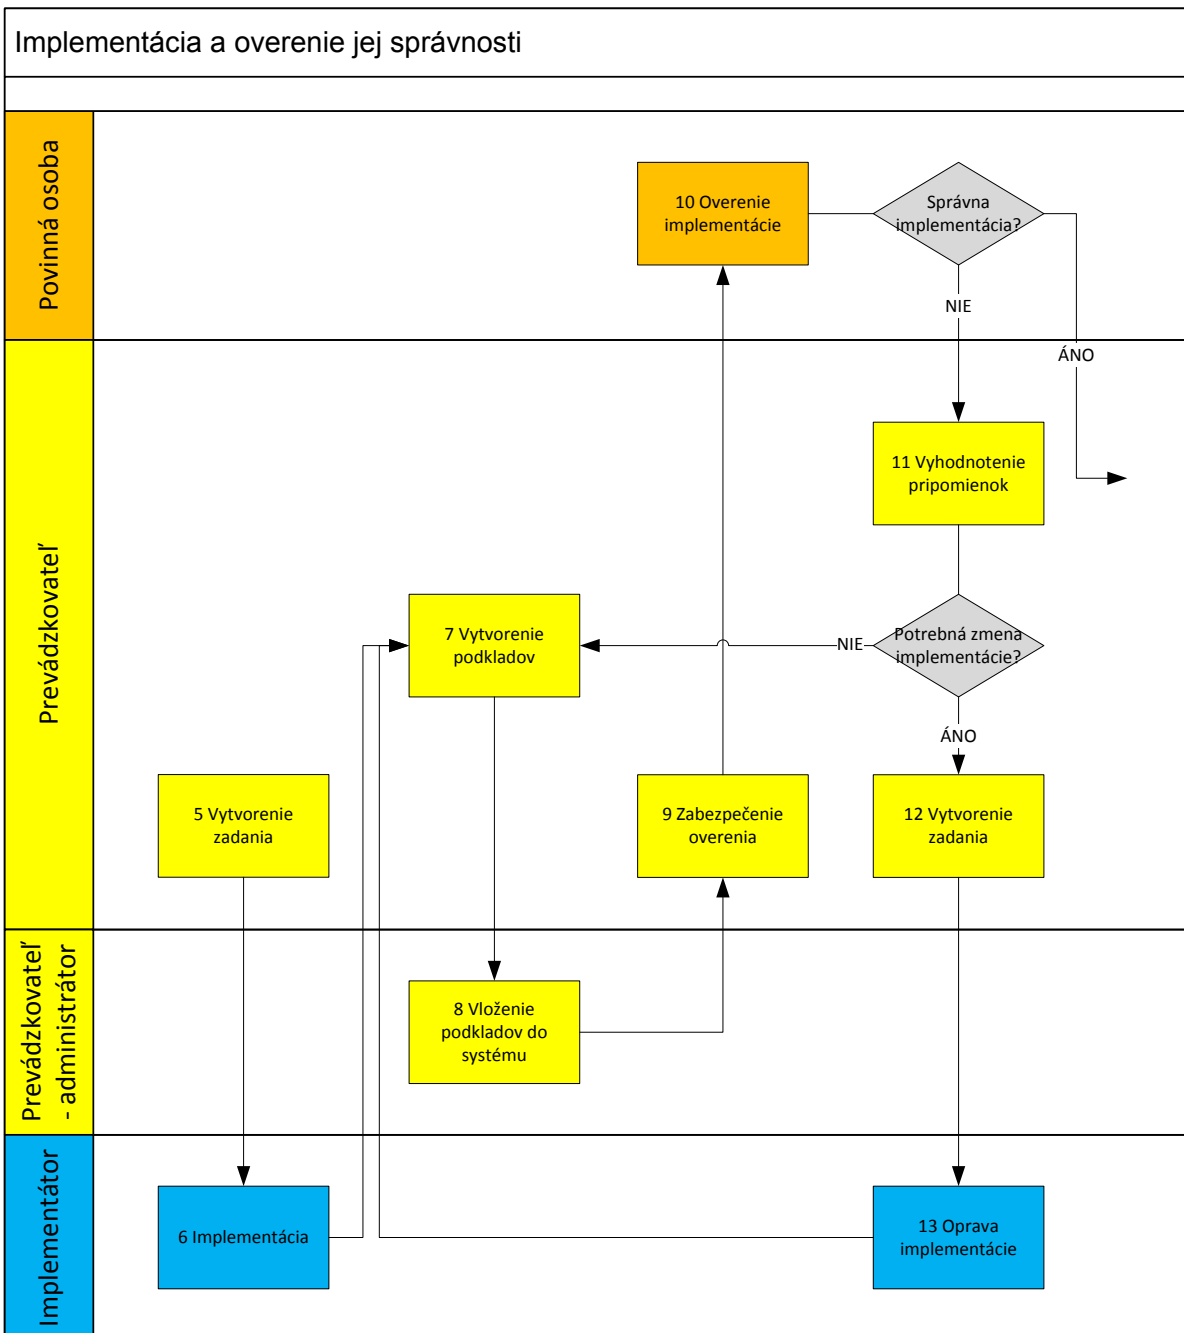 Implementácia a overenie jej správnosti
Povinná osoba
10 Overenie
implementácie
Správna
implementácia?
NIE
ÁNO
Prevádzkovateľ
11 Vyhodnotenie
pripomienok
7 Vytvorenie
podkladov
NIE
Potrebná zmena
implementácie?
ÁNO
5 Vytvorenie
zadania
9 Zabezpečenie
overenia
12 Vytvorenie
zadania
Prevádzkovateľ
- administrátor
8 Vloženie
podkladov do
systému
Implementátor
6 Implementácia
13 Oprava
implementácie